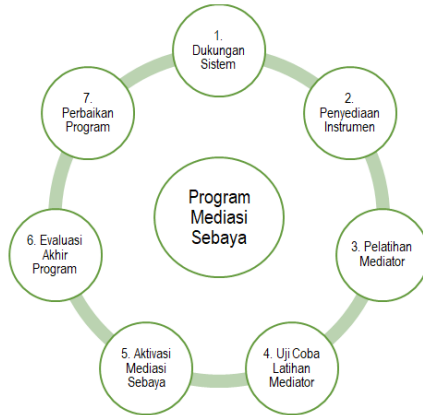 1.
Dukungan
Sistem
2.
Penyediaan
Instrumen
3. Pelatihan
Mediator
4. Uji Coba
Latihan
Mediator
5. Aktivasi
Mediasi
Sebaya
6. Evaluasi
Akhir
Program
7.
Perbaikan
Program
Program
Mediasi
Sebaya